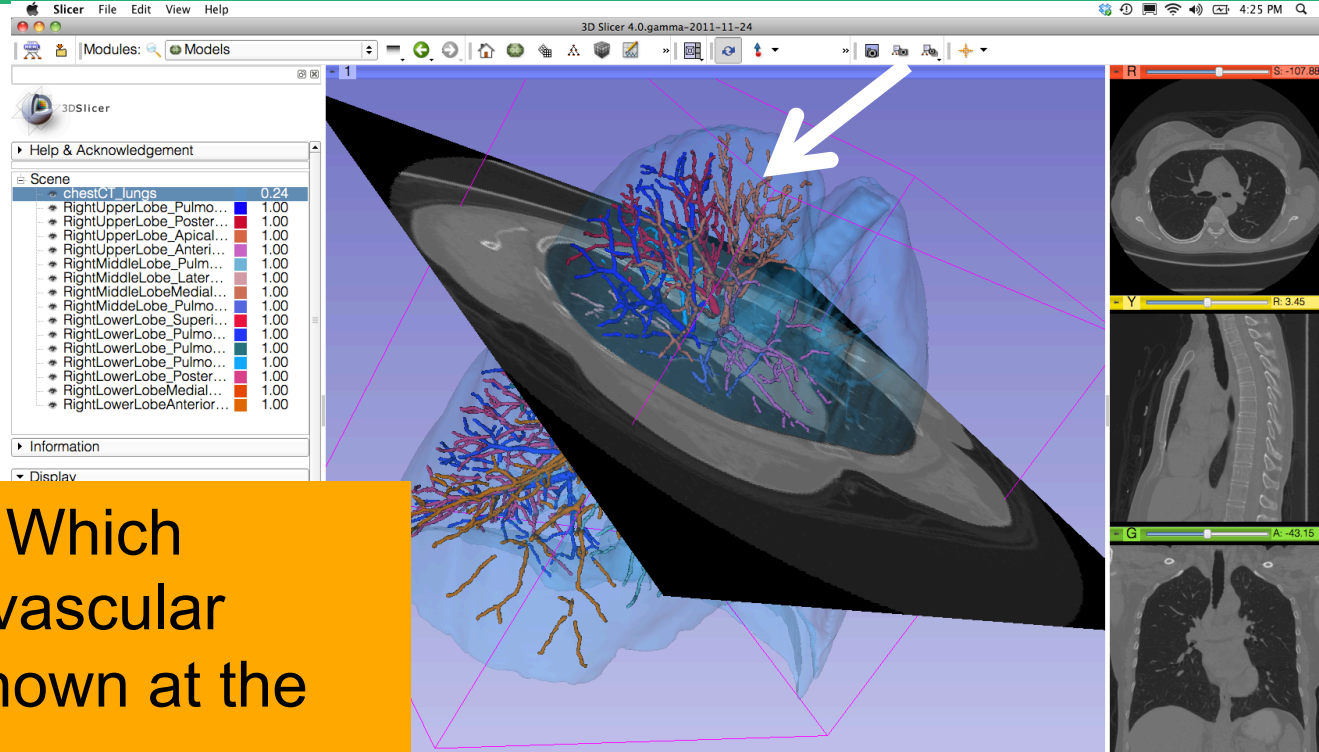 Slicer File Edit View Help 4:25 PM
3D Slicer 4.0.gamma-2011-11-24
Modules: Models
1
R S: -107.88
3DSlicer
Help & Acknowledgement
Scene
chestCT_lungs 0.24
RightUpperLobe_Pulmo... 1.00
RightUpperLobe_Poster... 1.00
RightUpperLobe_Apical... 1.00
RightUpperLobe_Anteri... 1.00
RightMiddleLobe_Pulm... 1.00
RightMiddleLobe_Later... 1.00
RightMiddleLobeMedial... 1.00
RightMiddleLobe_Pulmo... 1.00
RightLowerLobe_Superi... 1.00
RightLowerLobe_Pulmo... 1.00
RightLowerLobe_Pulmo... 1.00
RightLowerLobe_Pulmo... 1.00
RightLowerLobe_Poster... 1.00
RightLowerLobeMedial... 1.00
RightLowerLobeAnterior... 1.00
Y R: 3.45
Information
Display
Which
vascular
hown at the
G A: -43.15